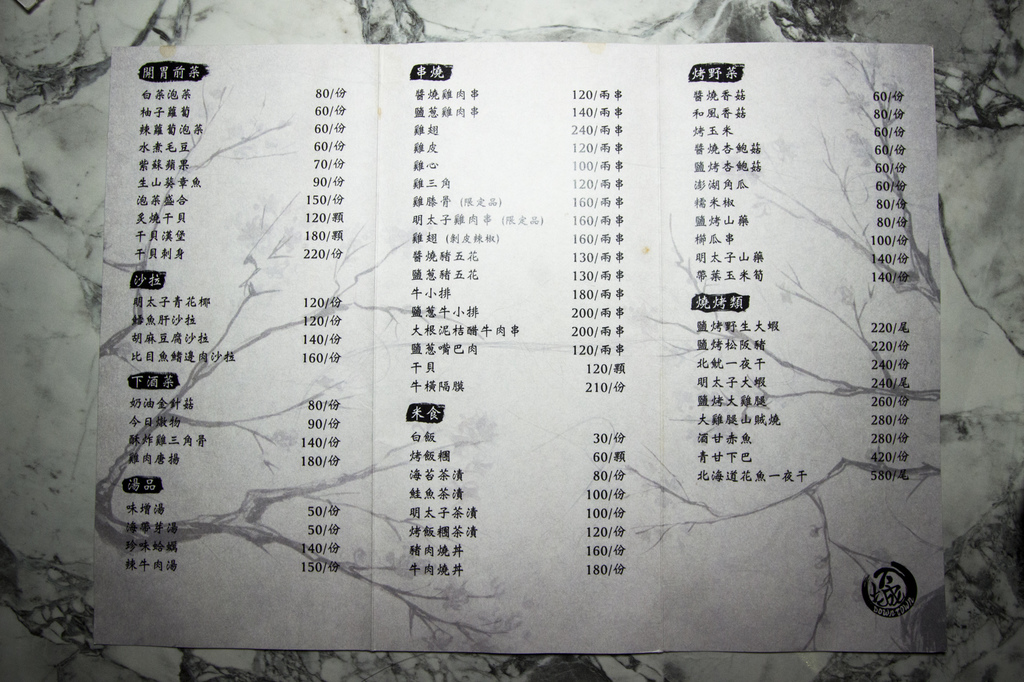 開胃前菜
白菜泡菜 80/份
柚子蘿蔔 60/份
辣蘿蔔泡菜 60/份
水煮毛豆 60/份
紫蘇蘋果 70/份
生山葵章魚 90/份
泡菜盛合 150/份
炙燒干貝 120/顆
干貝漢堡 180/顆
干貝刺身 220/份
沙拉
明太子青花椰 120/份
鱈魚肝沙拉 120/份
胡麻豆腐沙拉 140/份
比目魚鰭邊肉沙拉 160/份
下酒菜
奶油金針菇 80/份
今日燉物 90/份
酥炸雞三角骨 140/份
雞肉唐揚 180/份
湯品
味增湯 50/份
海帶芽湯 50/份
珍味蛤蠣 140/份
辣牛肉湯 150/份
串燒
醬燒雞肉串 120/兩串
鹽蔥雞肉串 140/兩串
雞翅 240/兩串
雞皮 120/兩串
雞心 100/兩串
雞三角 120/兩串
雞膝骨 (限定品) 160/兩串
明太子雞肉串 (限定品) 160/兩串
雞翅 (剝皮辣椒) 160/兩串
醬燒豬五花 130/兩串
鹽蔥豬五花 130/兩串
牛小排 180/兩串
鹽蔥牛小排 200/兩串
大根泥桔醋牛肉串 200/兩串
鹽蔥嘴巴肉 120/兩串
干貝 120/顆
牛橫隔膜 210/份
米食
白飯 30/份
烤飯糰 60/顆
海苔茶漬 80/份
鮭魚茶漬 100/份
明太子茶漬 100/份
烤飯糰茶漬 120/份
豬肉燒丼 160/份
牛肉燒丼 180/份
烤野菜
醬燒香菇 60/份
和風香菇 80/份
烤玉米 60/份
醬燒杏鮑菇 60/份
鹽烤杏鮑菇 60/份
澎湖角瓜 60/份
糯米椒 80/份
鹽烤山藥 80/份
櫛瓜串 100/份
明太子山藥 140/份
帶葉玉米筍 140/份
燒烤類
鹽烤野生大蝦 220/尾
鹽烤松阪豬 220/份
北魷一夜干 240/份
明太子大蝦 240/尾
鹽烤大雞腿 260/份
大雞腿山賊燒 280/份
酒甘赤魚 280/份
青甘下巴 420/份
北海道花魚一夜干 580/尾